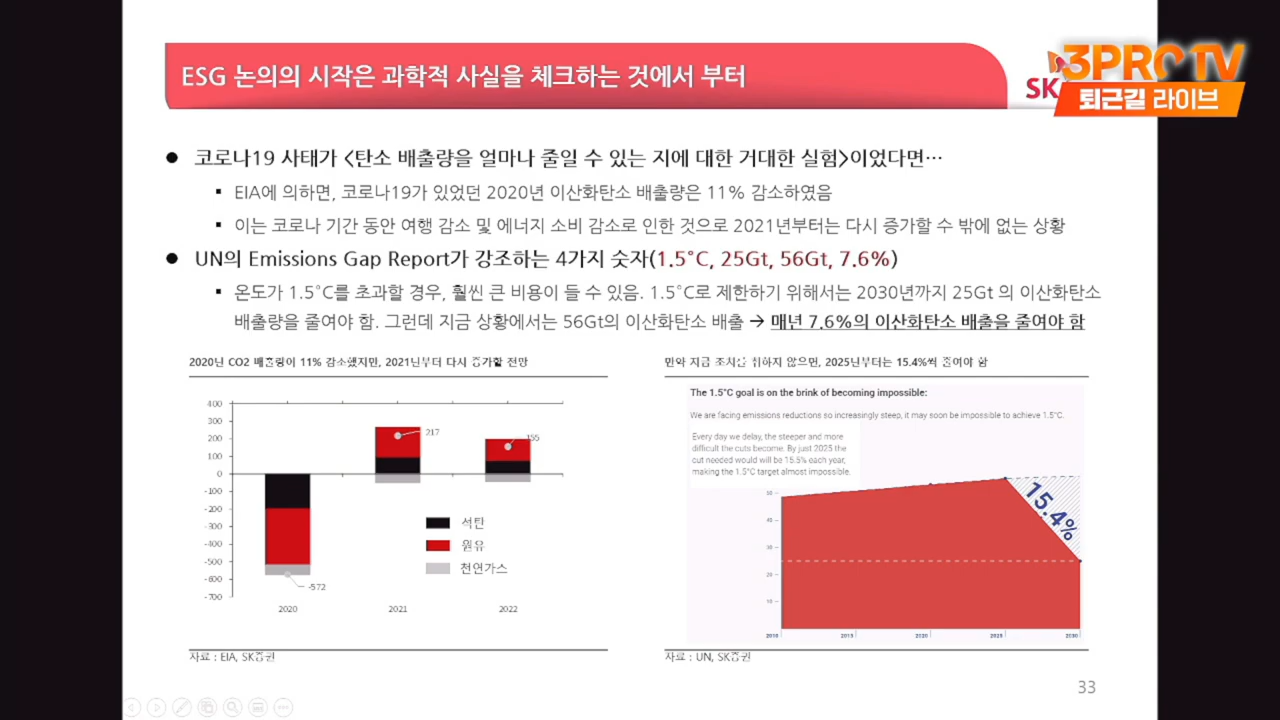 ESG 논의의 시작은 과학적 사실을 체크하는 것에서 부터
SK
3PRO TV
퇴근길 라이브
● 코로나19 사태가 <탄소 배출량을 얼마나 줄일 수 있는 지에 대한 거대한 실험>이었다면…
▪ EIA에 의하면, 코로나19가 있었던 2020년 이산화탄소 배출량은 11% 감소하였음
▪ 이는 코로나 기간 동안 여행 감소 및 에너지 소비 감소로 인한 것으로 2021년부터는 다시 증가할 수 밖에 없는 상황
● UN의 Emissions Gap Report가 강조하는 4가지 숫자(1.5°C, 25Gt, 56Gt, 7.6%)
▪ 온도가 1.5°C를 초과할 경우, 훨씬 큰 비용이 들 수 있음. 1.5°C로 제한하기 위해서는 2030년까지 25Gt 의 이산화탄소
배출량을 줄여야 함. 그런데 지금 상황에서는 56Gt의 이산화탄소 배출 → 매년 7.6%의 이산화탄소 배출을 줄여야 함
2020년 CO2 배출량이 11% 감소했지만, 2021년부터 다시 증가할 전망
400
300
200
100
0
-100
-200
-300
-400
-500
-600
-700
217
155
-572
석탄
원유
천연가스
2020 2021 2022
자료 : EIA, SK증권
만약 지금 조치를 취하지 않으면, 2025년부터는 15.4%씩 줄여야 함
The 1.5°C goal is on the brink of becoming impossible:
We are facing emissions reductions so increasingly steep, it may soon be impossible to achieve 1.5°C.
Every day we delay, the steeper and more
difficult the cuts become. By just 2025 the
cut needed would will be 15.5% each year,
making the 1.5°C target almost impossible.
50
40
30
20
10
15.4%
2010 2015 2020 2025 2030
자료 : UN, SK증권
33